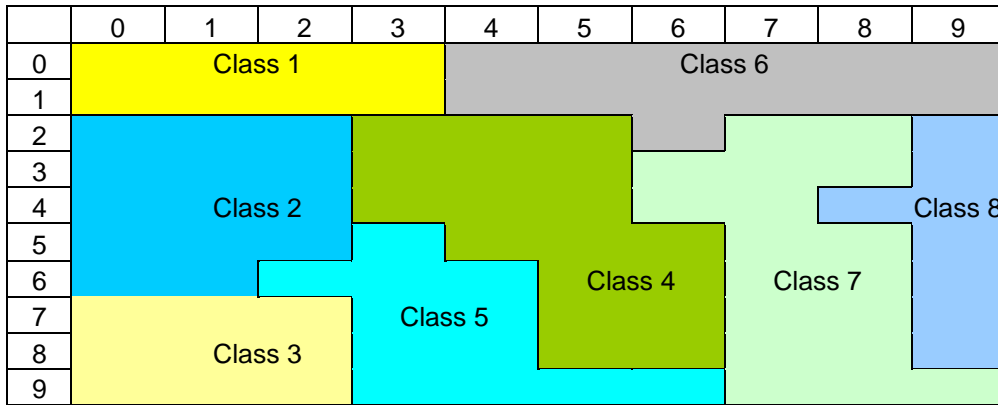 0 1 2 3 4 5 6 7 8 9
0 Class 1 Class 6
1
2
3
4 Class 2 Class 8
5
6 Class 4 Class 7
7 Class 5
8 Class 3
9